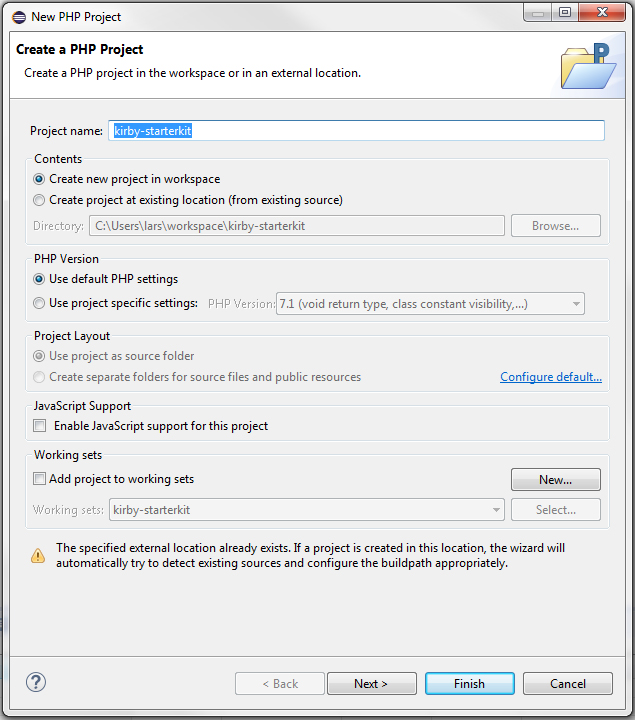 New PHP Project
Create a PHP Project
Create a PHP project in the workspace or in an external location.
Project name: kirby-starterkit
Contents
Create new project in workspace
Create project at existing location (from existing source)
Directory: C:\Users\lars\workspace\kirby-starterkit Browse...
PHP Version
Use default PHP settings
Use project specific settings: PHP Version: 7.1 (void return type, class constant visibility,...)
Project Layout
Use project as source folder
Create separate folders for source files and public resources Configure default...
JavaScript Support
Enable JavaScript support for this project
Working sets
Add project to working sets New...
Working sets: kirby-starterkit Select...
The specified external location already exists. If a project is created in this location, the wizard will
automatically try to detect existing sources and configure the buildpath appropriately.
? < Back Next > Finish Cancel